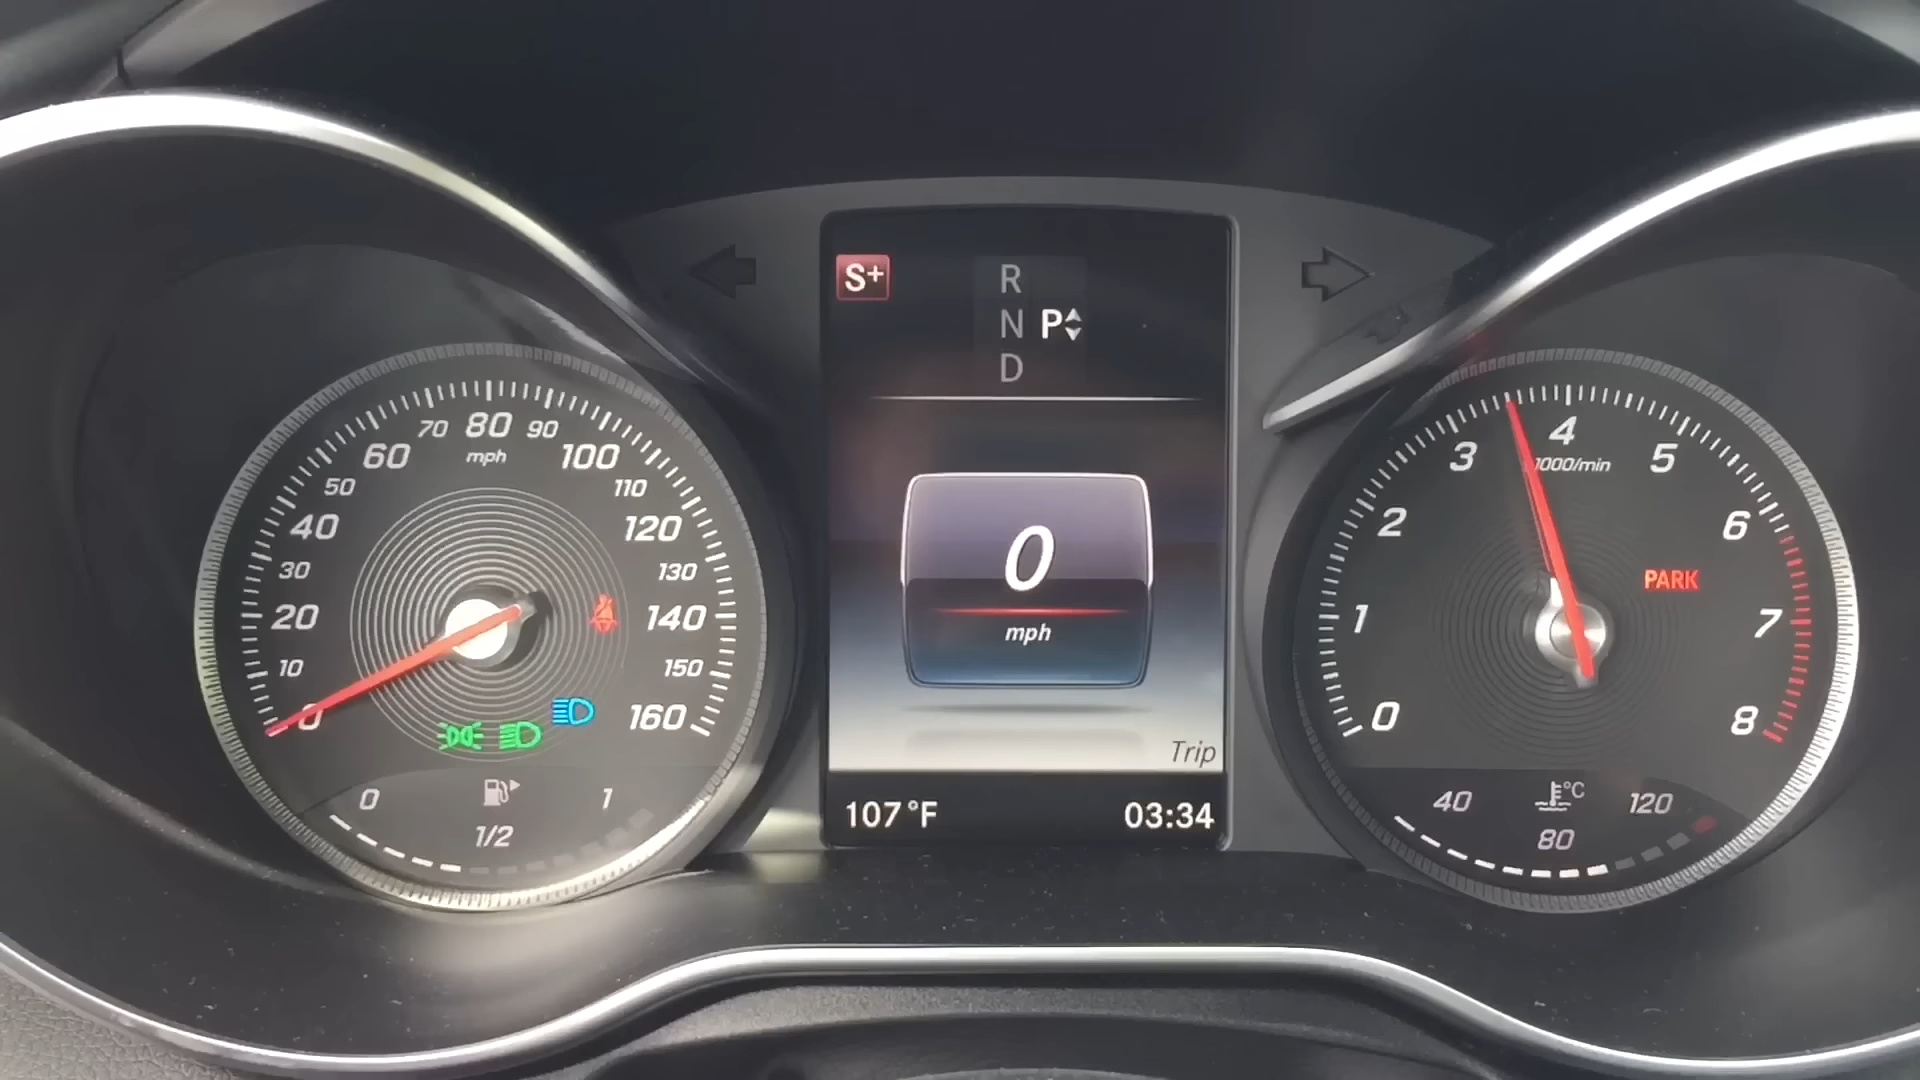 S+
R
N P
D
0
mph
Trip
107°F 03:34
0 10 20 30 40 50 60 70 80 90 100 110 120 130 140 150 160
mph
0 1/2 1
0 1 2 3 4 5 6 7 8
1000/min
PARK
°C
40 80 120